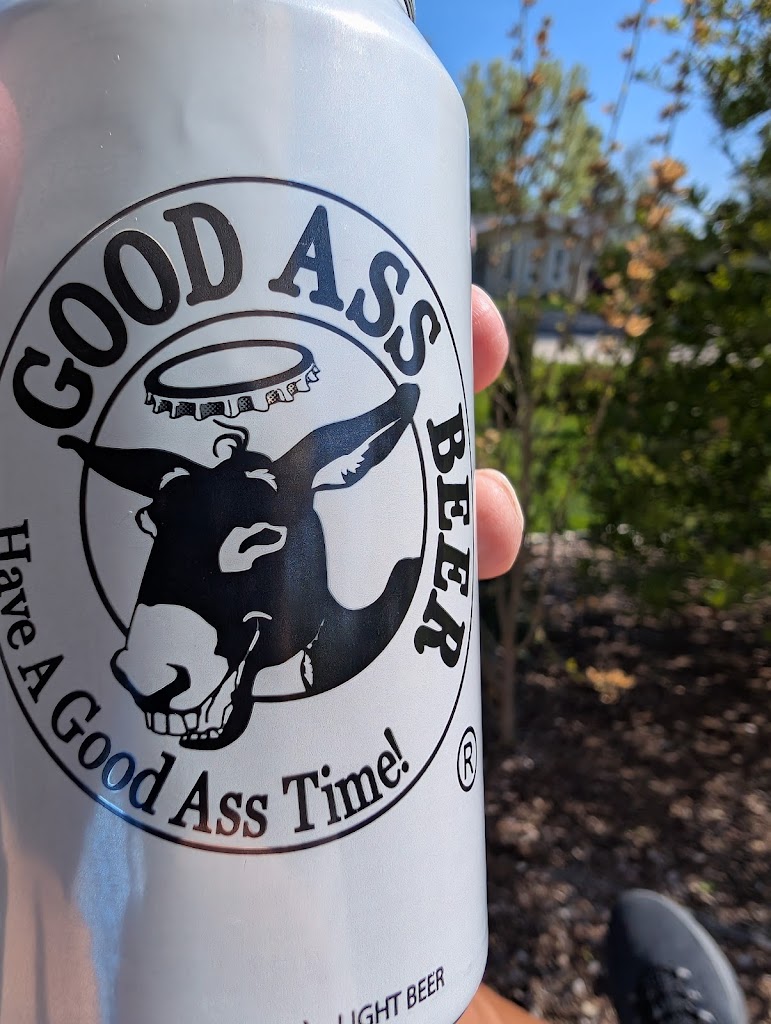 GOOD ASS BEER
Have A Good Ass Time!
®
LIGHT BEER